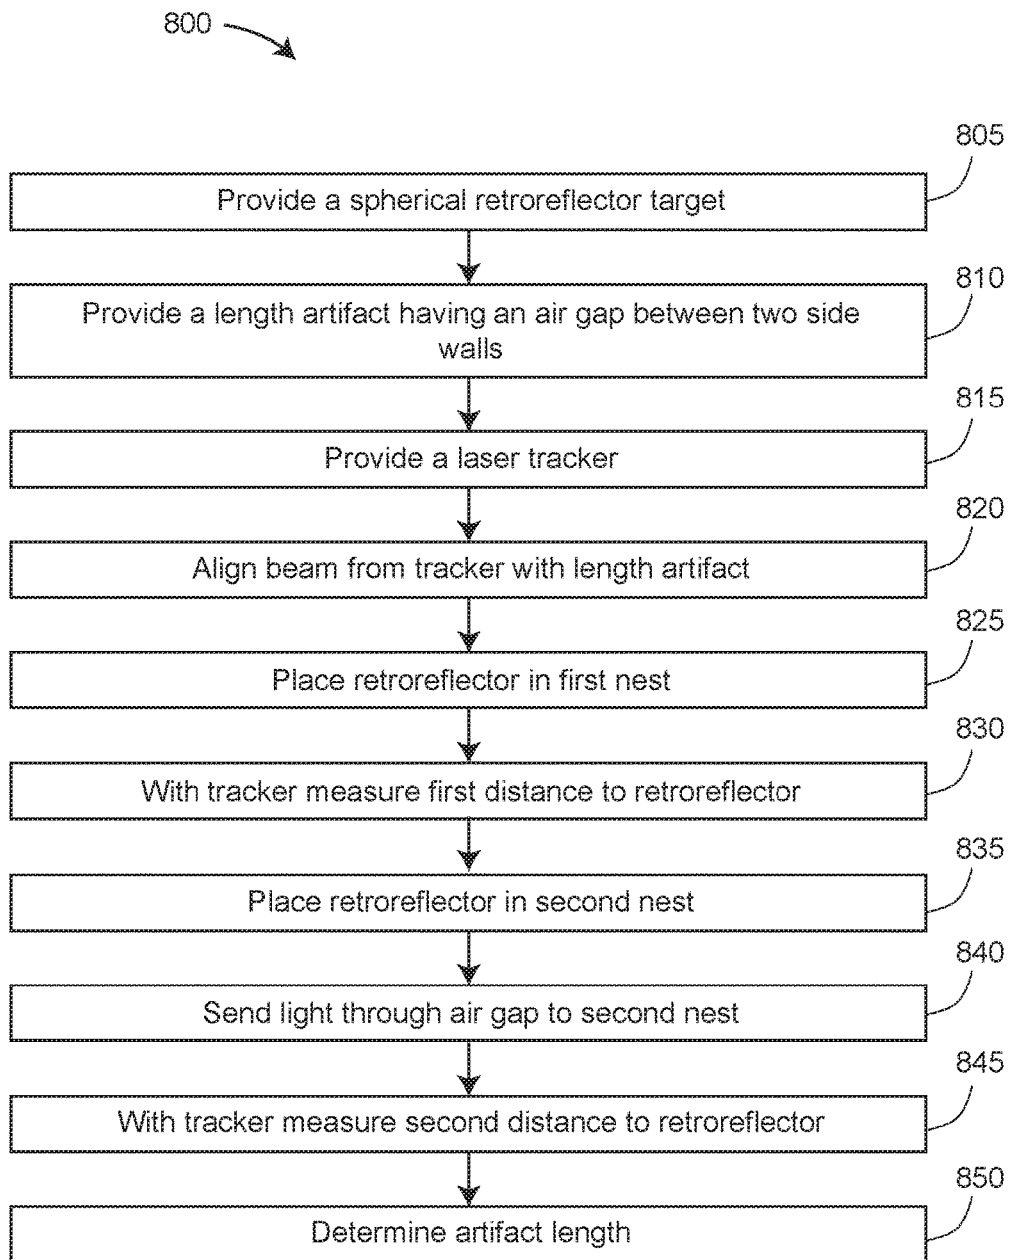 800
805
Provide a spherical retroreflector target
810
Provide a length artifact having an air gap between two side
walls
815
Provide a laser tracker
820
Align beam from tracker with length artifact
825
Place retroreflector in first nest
830
With tracker measure first distance to retroreflector
835
Place retroreflector in second nest
840
Send light through air gap to second nest
845
With tracker measure second distance to retroreflector
850
Determine artifact length